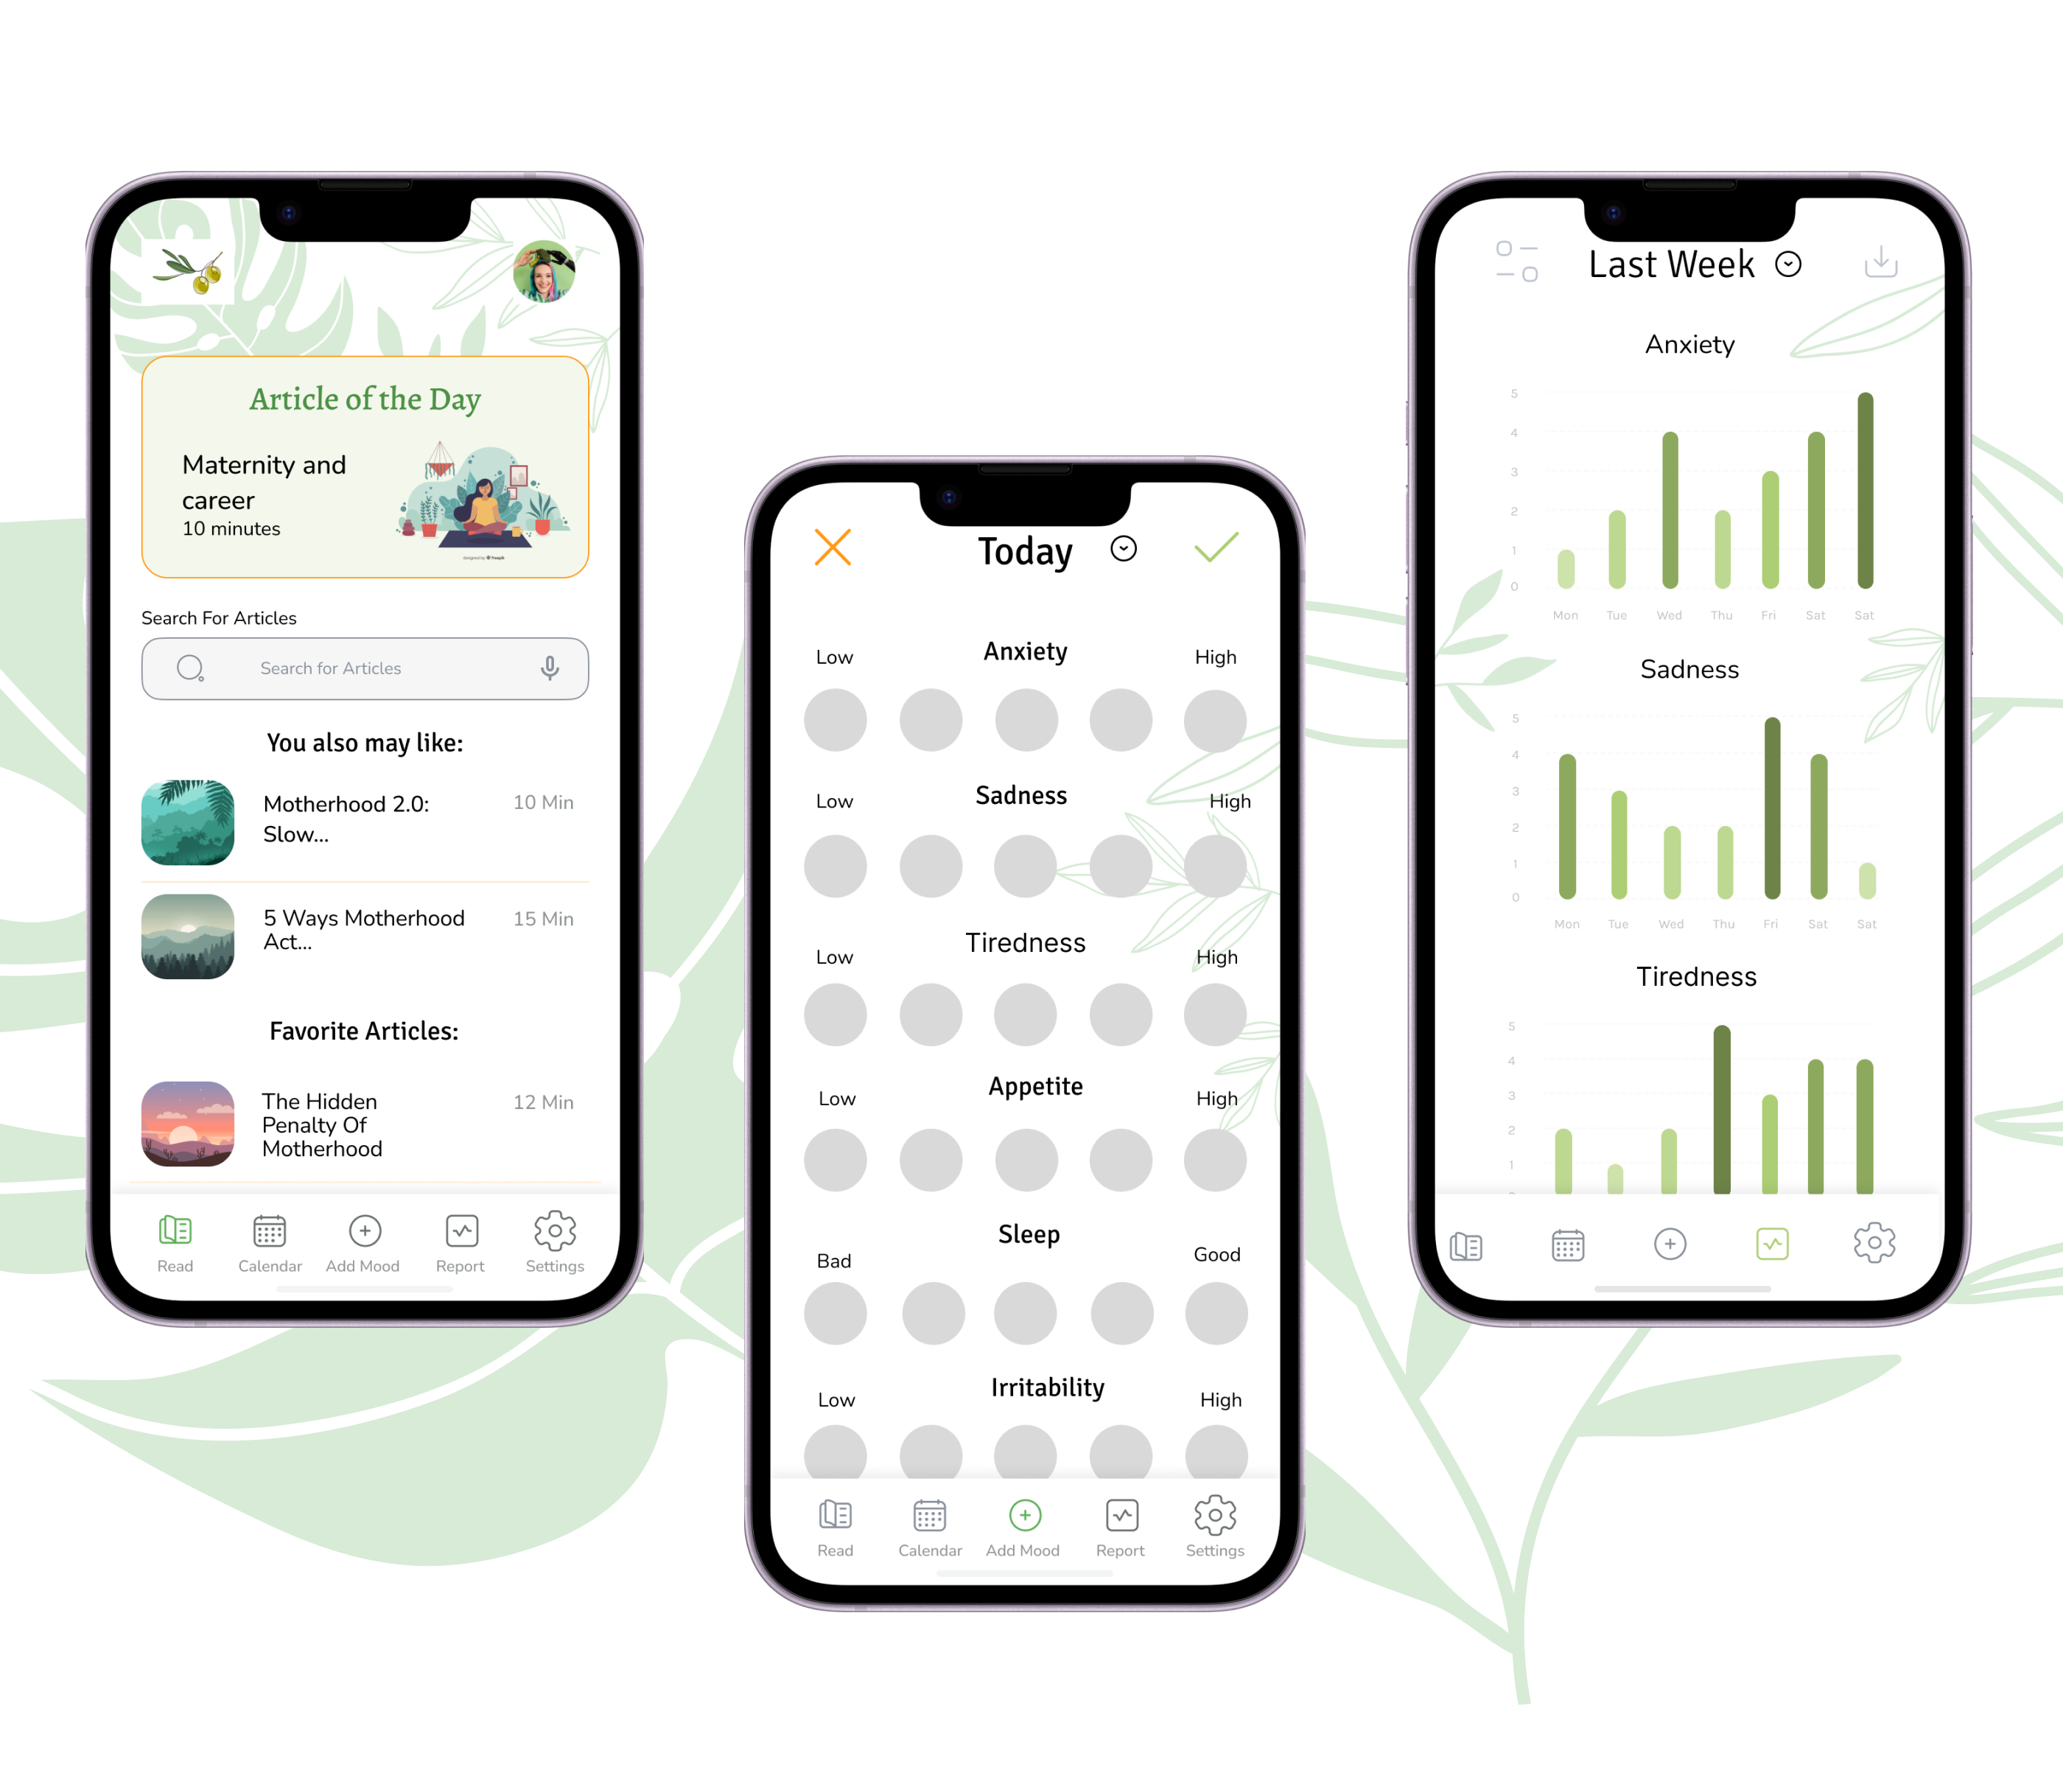 Article of the Day
Maternity and
career
10 minutes
designed by freepik
Search For Articles
Search for Articles
You also may like:
Motherhood 2.0:
Slow...
10 Min
5 Ways Motherhood
Act...
15 Min
Favorite Articles:
The Hidden
Penalty Of
Motherhood
12 Min
Read Calendar Add Mood Report Settings
Today
Low Anxiety High
Low Sadness High
Low Tiredness High
Low Appetite High
Bad Sleep Good
Low Irritability High
Read Calendar Add Mood Report Settings
Last Week
Anxiety
5
4
3
2
1
0
Mon Tue Wed Thu Fri Sat Sat
Sadness
5
4
3
2
1
0
Mon Tue Wed Thu Fri Sat Sat
Tiredness
5
4
3
2
1